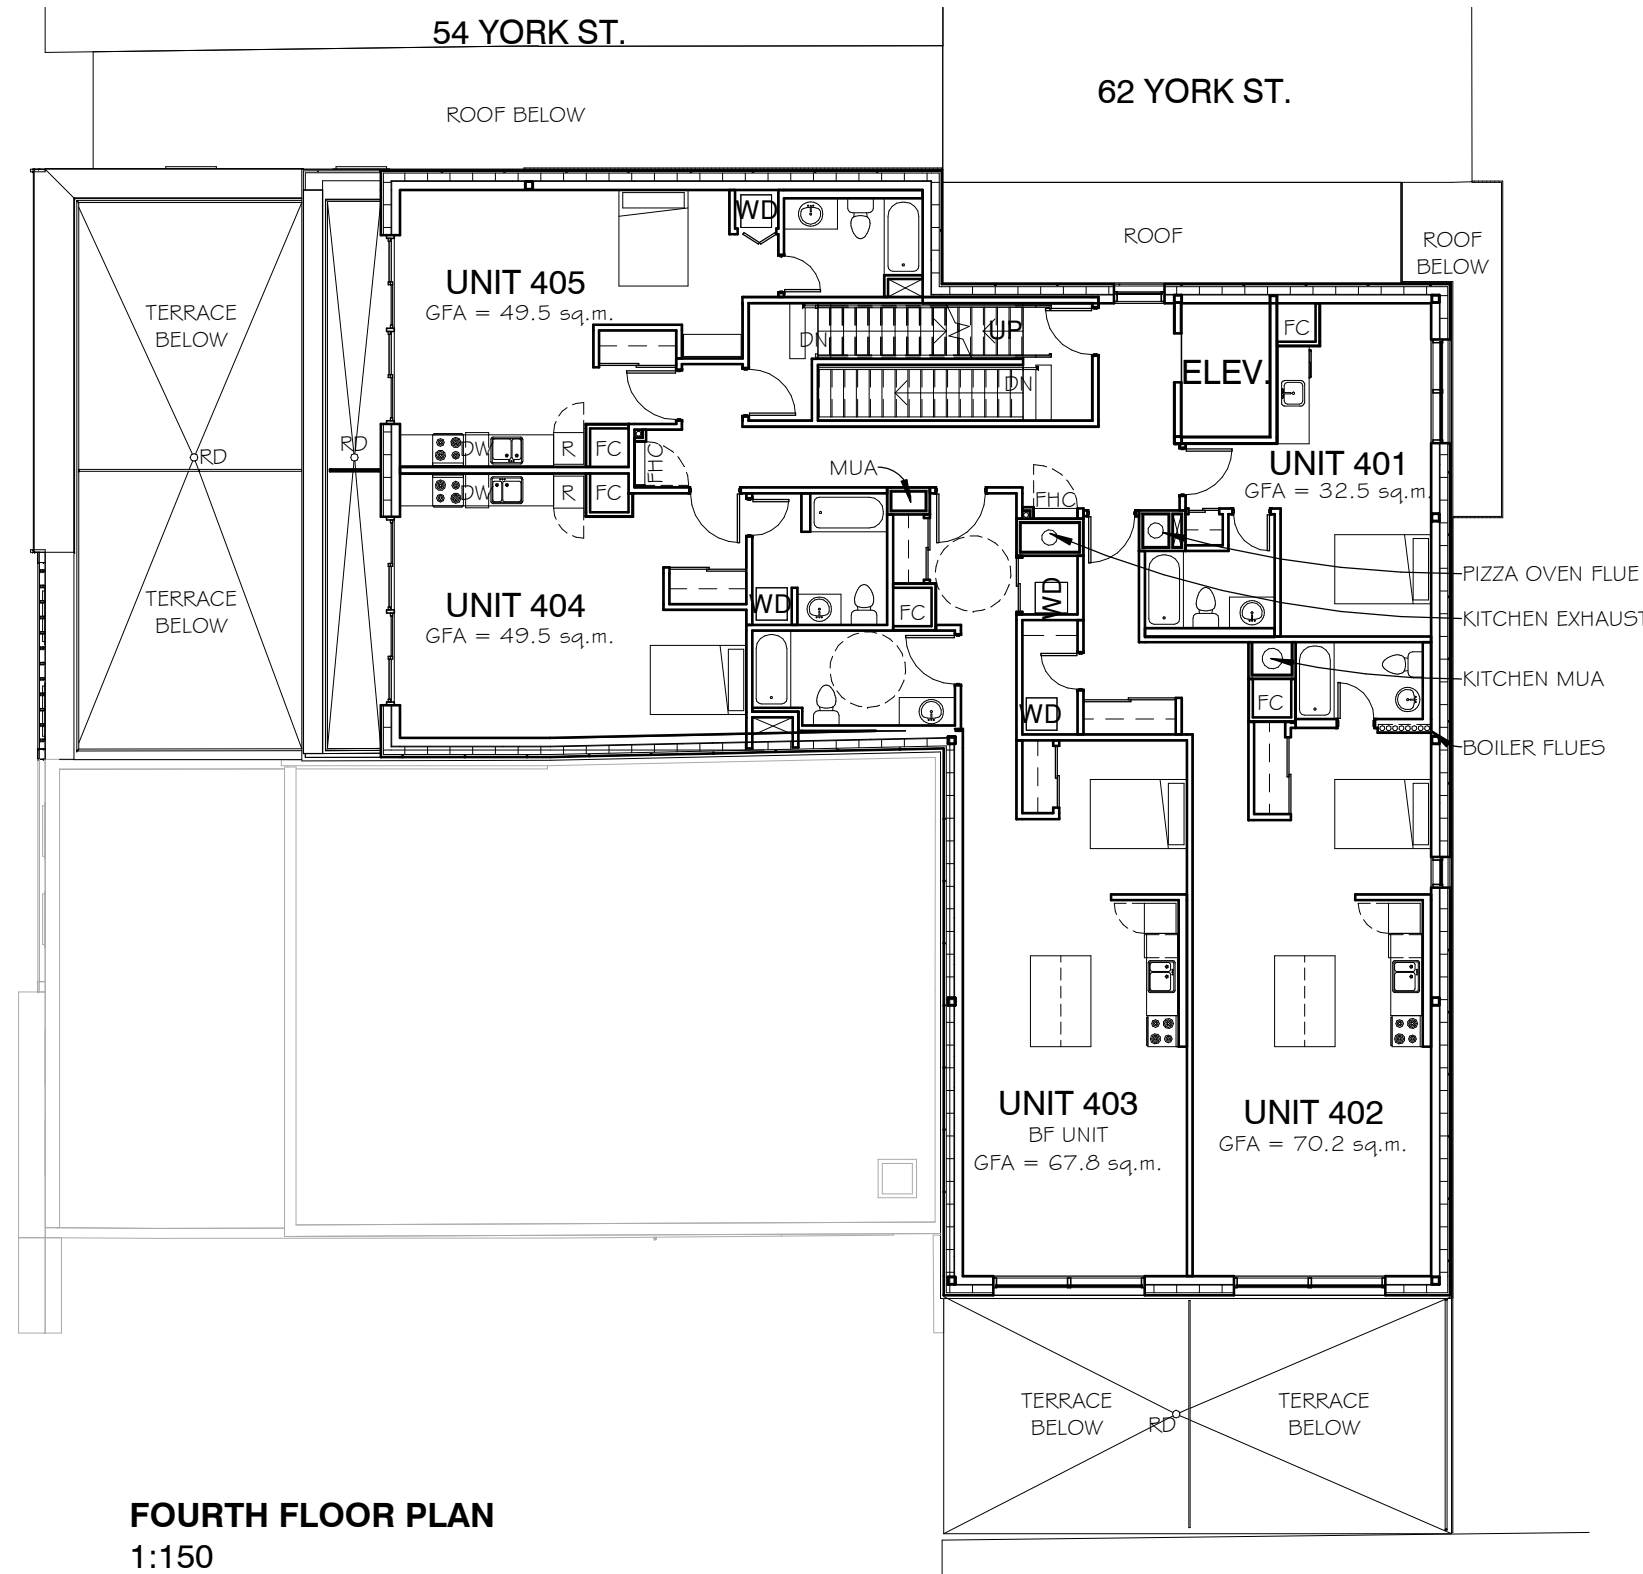 54 YORK ST.
62 YORK ST.
ROOF BELOW
ROOF
ROOF
BELOW
WD
UNIT 405
GFA = 49.5 sq.m.
TERRACE
BELOW
DN
UP
FC
ELEV.
DN
RD
RD
DW
R
FC
FHC
MUA
UNIT 401
GFA = 32.5 sq.m.
DW
R
FC
FHC
PIZZA OVEN FLUE
TERRACE
BELOW
UNIT 404
GFA = 49.5 sq.m.
WD
FC
WD
KITCHEN EXHAUST
KITCHEN MUA
FC
WD
BOILER FLUES
UNIT 403
BF UNIT
GFA = 67.8 sq.m.
UNIT 402
GFA = 70.2 sq.m.
TERRACE
BELOW
RD
TERRACE
BELOW
FOURTH FLOOR PLAN
1:150